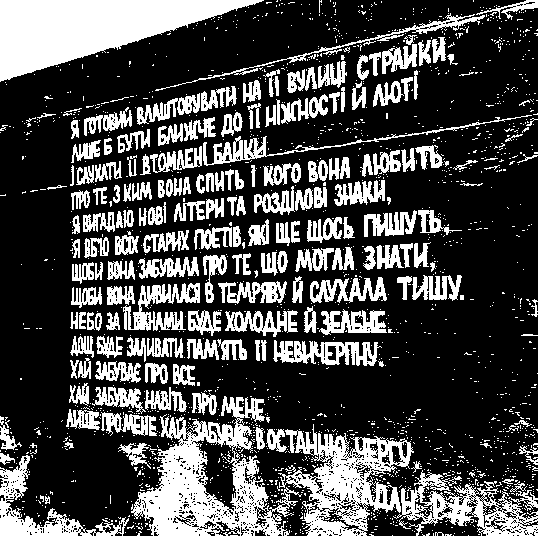 Я ГОТОВИЙ ВЛАШТОВУВАТИ НА ЇЇ ВУЛИЦІ СТРАЙКИ,
ЛИШЕ Б БУТИ БЛИЖЧЕ ДО ЇЇ НІЖНОСТІ Й ЛЮТІ
І СЛУХАТИ ЇЇ ВТОМЛЕНІ БАЙКИ
ПРО ТЕ, З КИМ ВОНА СПИТЬ І КОГО ВОНА ЛЮБИТЬ.
Я ВИГАДАЮ НОВІ ЛІТЕРИ ТА РОЗДІЛОВІ ЗНАКИ,
Я ВБ'Ю ВСІХ СТАРИХ ПОЕТІВ, ЯКІ ЩЕ ЩОСЬ ПИШУТЬ,
ЩОБИ ВОНА ЗАБУВАЛА ПРО ТЕ, ЩО МОГЛА ЗНАТИ,
ЩОБИ ВОНА ДИВИЛАСЯ В ТЕМРЯВУ Й СЛУХАЛА ТИШУ.
НЕБО ЗА ЇЇ ВІКНАМИ БУДЕ ХОЛОДНЕ Й ЗЕЛЕНЕ.
ДОЩ БУДЕ ЗАЛИВАТИ ПАМ'ЯТЬ ЇЇ НЕВИЧЕРПНУ.
ХАЙ ЗАБУВАЄ ПРО ВСЕ.
ХАЙ ЗАБУВАЄ НАВІТЬ ПРО МЕНЕ.
ЛИШЕ ПРО МЕНЕ ХАЙ ЗАБУВАЄ В ОСТАННЮ ЧЕРГУ